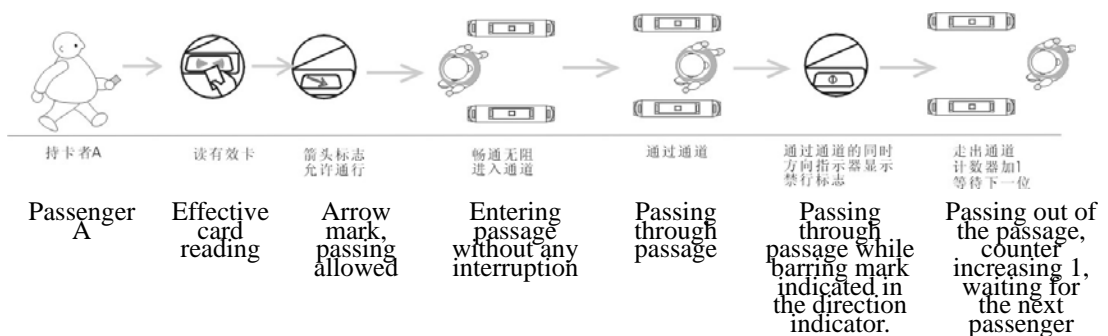 持卡者A
读有效卡
箭头标志
允许通行
畅通无阻
进入通道
通过通道
通过通道的同时
方向指示器显示
禁行标志
走出通道
计数器加1
等待下一位
Passenger
A
Effective
card
reading
Arrow
mark,
passing
allowed
Entering
passage
without any
interruption
Passing
through
passage
Passing
through
passage while
barring mark
indicated in
the direction
indicator.
Passing out of
the passage,
counter
increasing 1,
waiting for
the next
passenger